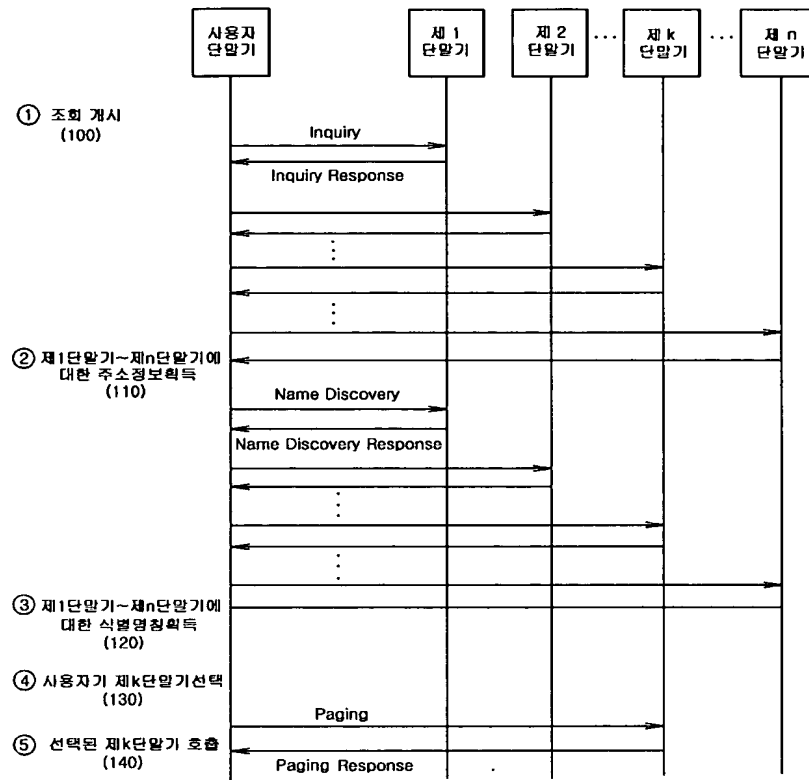 사용자
단말기
제 1
단말기
제 2
단말기
...
제 k
단말기
...
제 n
단말기
① 조회 개시
(100)
Inquiry
Inquiry Response
② 제1단말기~제n단말기에
대한 주소정보획득
(110)
Name Discovery
Name Discovery Response
③ 제1단말기~제n단말기에
대한 식별명칭획득
(120)
④ 사용자기 제k단말기선택
(130)
Paging
⑤ 선택된 제k단말기 호출
(140)
Paging Response